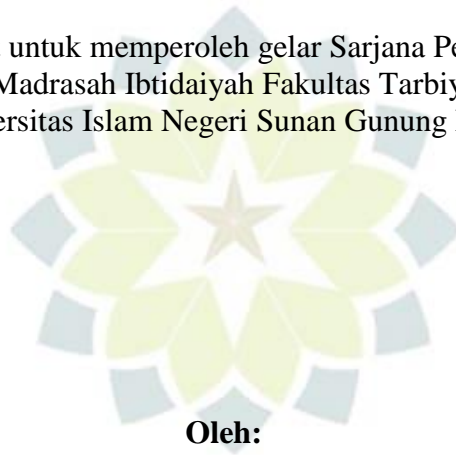 untuk memperoleh gelar Sarjana Pe
Madrasah Ibtidaiyah Fakultas Tarbiy
ersitas Islam Negeri Sunan Gunung
Oleh: